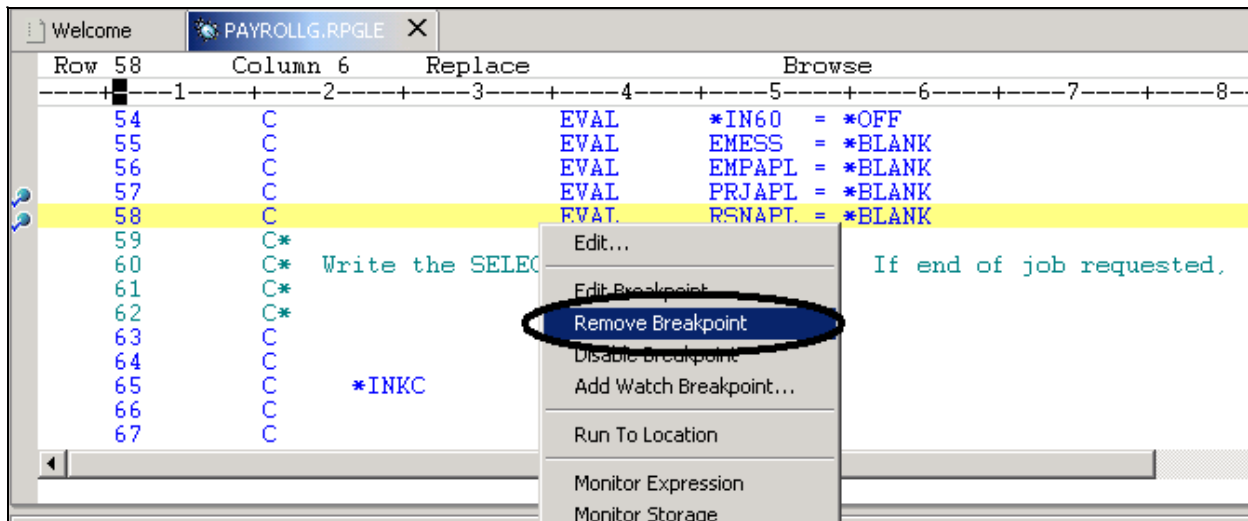 Welcome PAYROLLG.RPGLE
Row 58 Column 6 Replace Browse
-----+-----1-----+-----2-----+-----3-----+-----4-----+-----5-----+-----6-----+-----7-----+-----8--
54 C EVAL *IN60 = *OFF
55 C EVAL EMESS = *BLANK
56 C EVAL EMPAPL = *BLANK
57 C EVAL PRJAPL = *BLANK
58 C EVAL RSNAPL = *BLANK
59 C*
60 C* Write the SELEC If end of job requested,
61 C*
62 C*
63 C
64 C
65 C *INKC
66 C
67 C
Edit...
Edit Breakpoint
Remove Breakpoint
Disable Breakpoint
Add Watch Breakpoint...
Run To Location
Monitor Expression
Monitor Storage